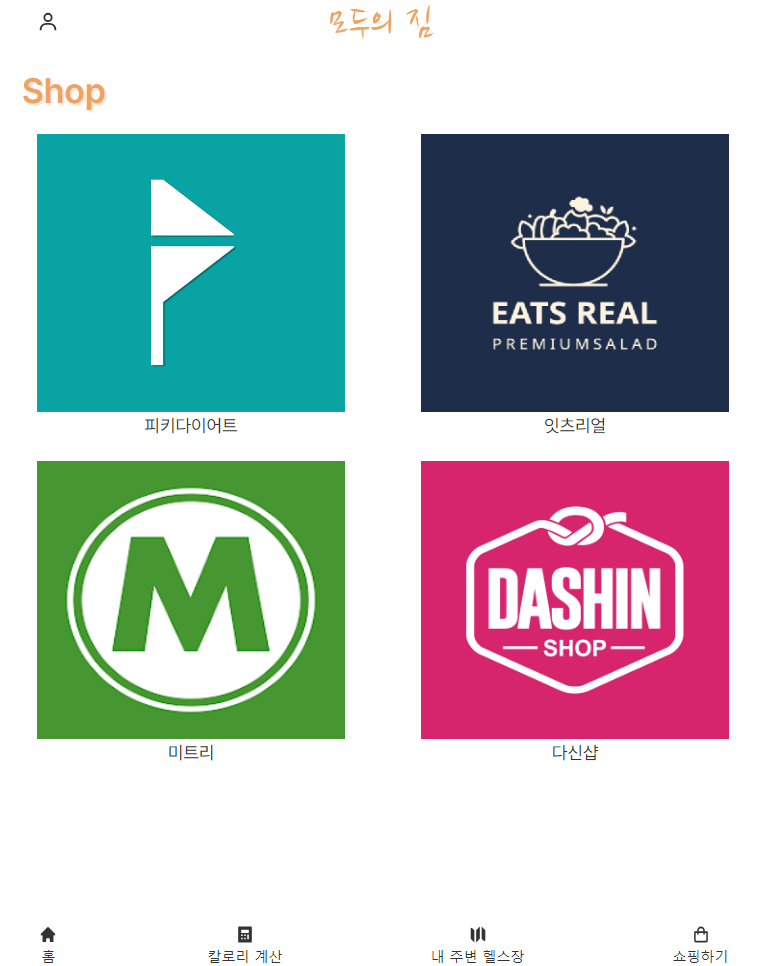 모두의 짐
Shop
EATS REAL
PREMIUMSALAD
피키다이어트
잇츠리얼
M
DASHIN
SHOP
미트리
다신샵
홈
칼로리 계산
내 주변 헬스장
쇼핑하기